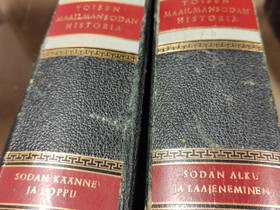 TOISEN
MAAILMANSODAN
HISTORIA
SODAN KÄÄNNE
JA LOPPU
TOISEN
MAAILMANSODAN
HISTORIA
SODAN ALKU
JA LAAJENEMINEN